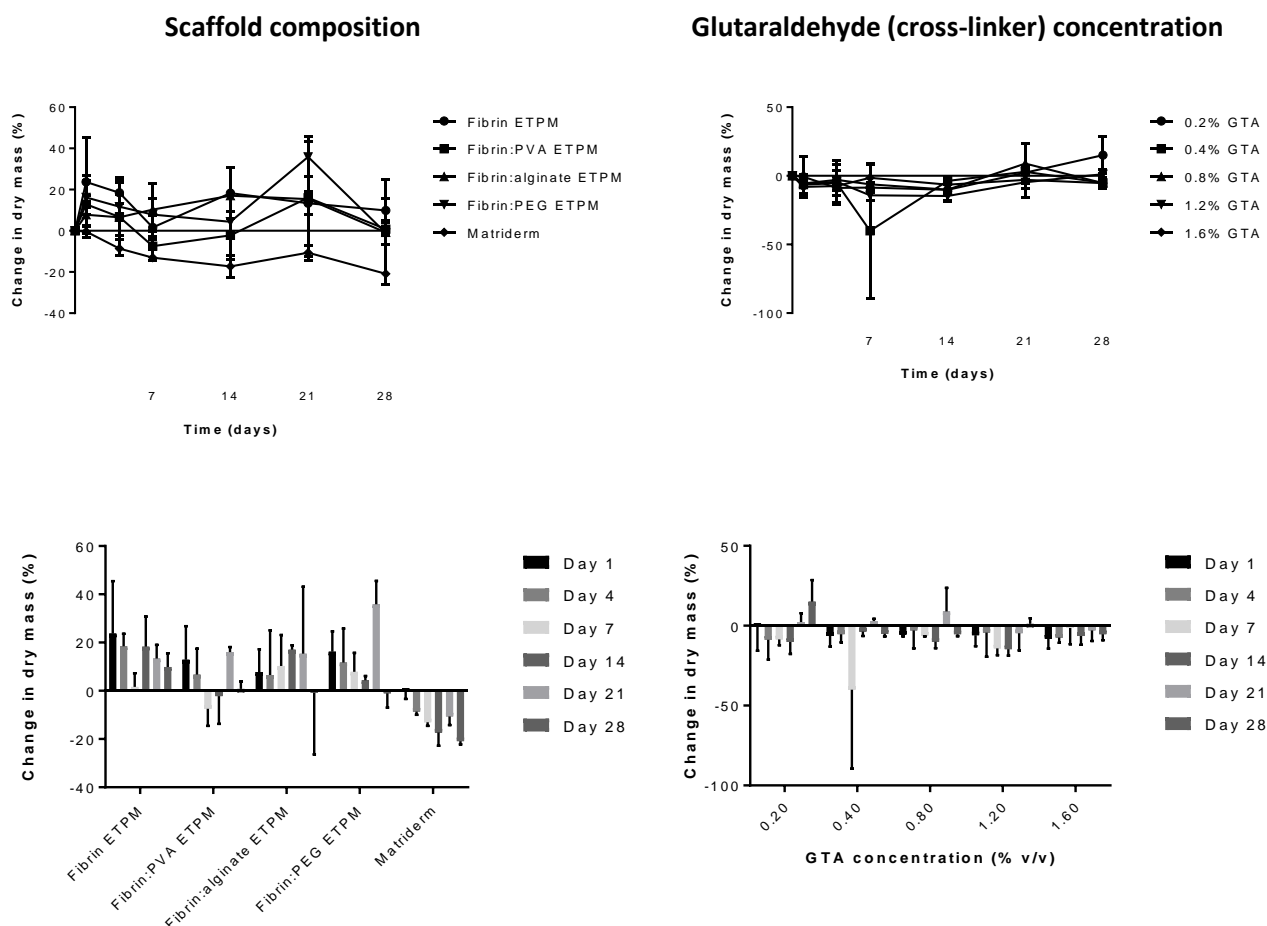 Scaffold composition
Glutaraldehyde (cross-linker) concentration
Change in dry mass (%)
60
40
20
0
-20
-40
7 14 21 28
Time (days)
Fibrin ETPM
Fibrin:PVA ETPM
Fibrin:alginate ETPM
Fibrin:PEG ETPM
Matriderm
Change in dry mass (%)
50
0
-50
-100
7 14 21 28
Time (days)
0.2% GTA
0.4% GTA
0.8% GTA
1.2% GTA
1.6% GTA
Change in dry mass (%)
60
40
20
0
-20
-40
Fibrin ETPM
Fibrin:PVA ETPM
Fibrin:alginate ETPM
Fibrin:PEG ETPM
Matriderm
Day 1
Day 4
Day 7
Day 14
Day 21
Day 28
Change in dry mass (%)
50
0
-50
-100
0.20
0.40
0.80
1.20
1.60
GTA concentration (% v/v)
Day 1
Day 4
Day 7
Day 14
Day 21
Day 28